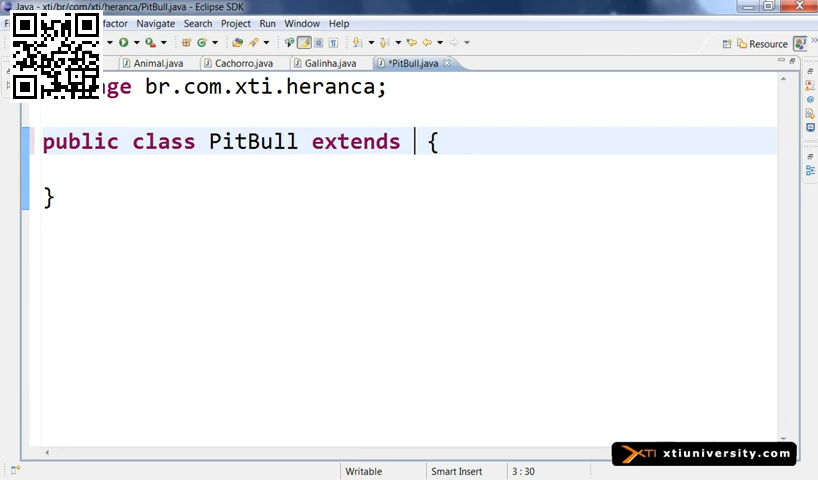 Java - xti/br/com/xti/heranca/PitBull.java - Eclipse SDK
Navigate Search Project Run Window Help
Resource
Animal.java Cachorro.java Galinha.java *PitBull.java
br.com.xti.heranca;
public class PitBull extends {
}
XTI xtiuniversity.com
Writable Smart Insert 3 : 30